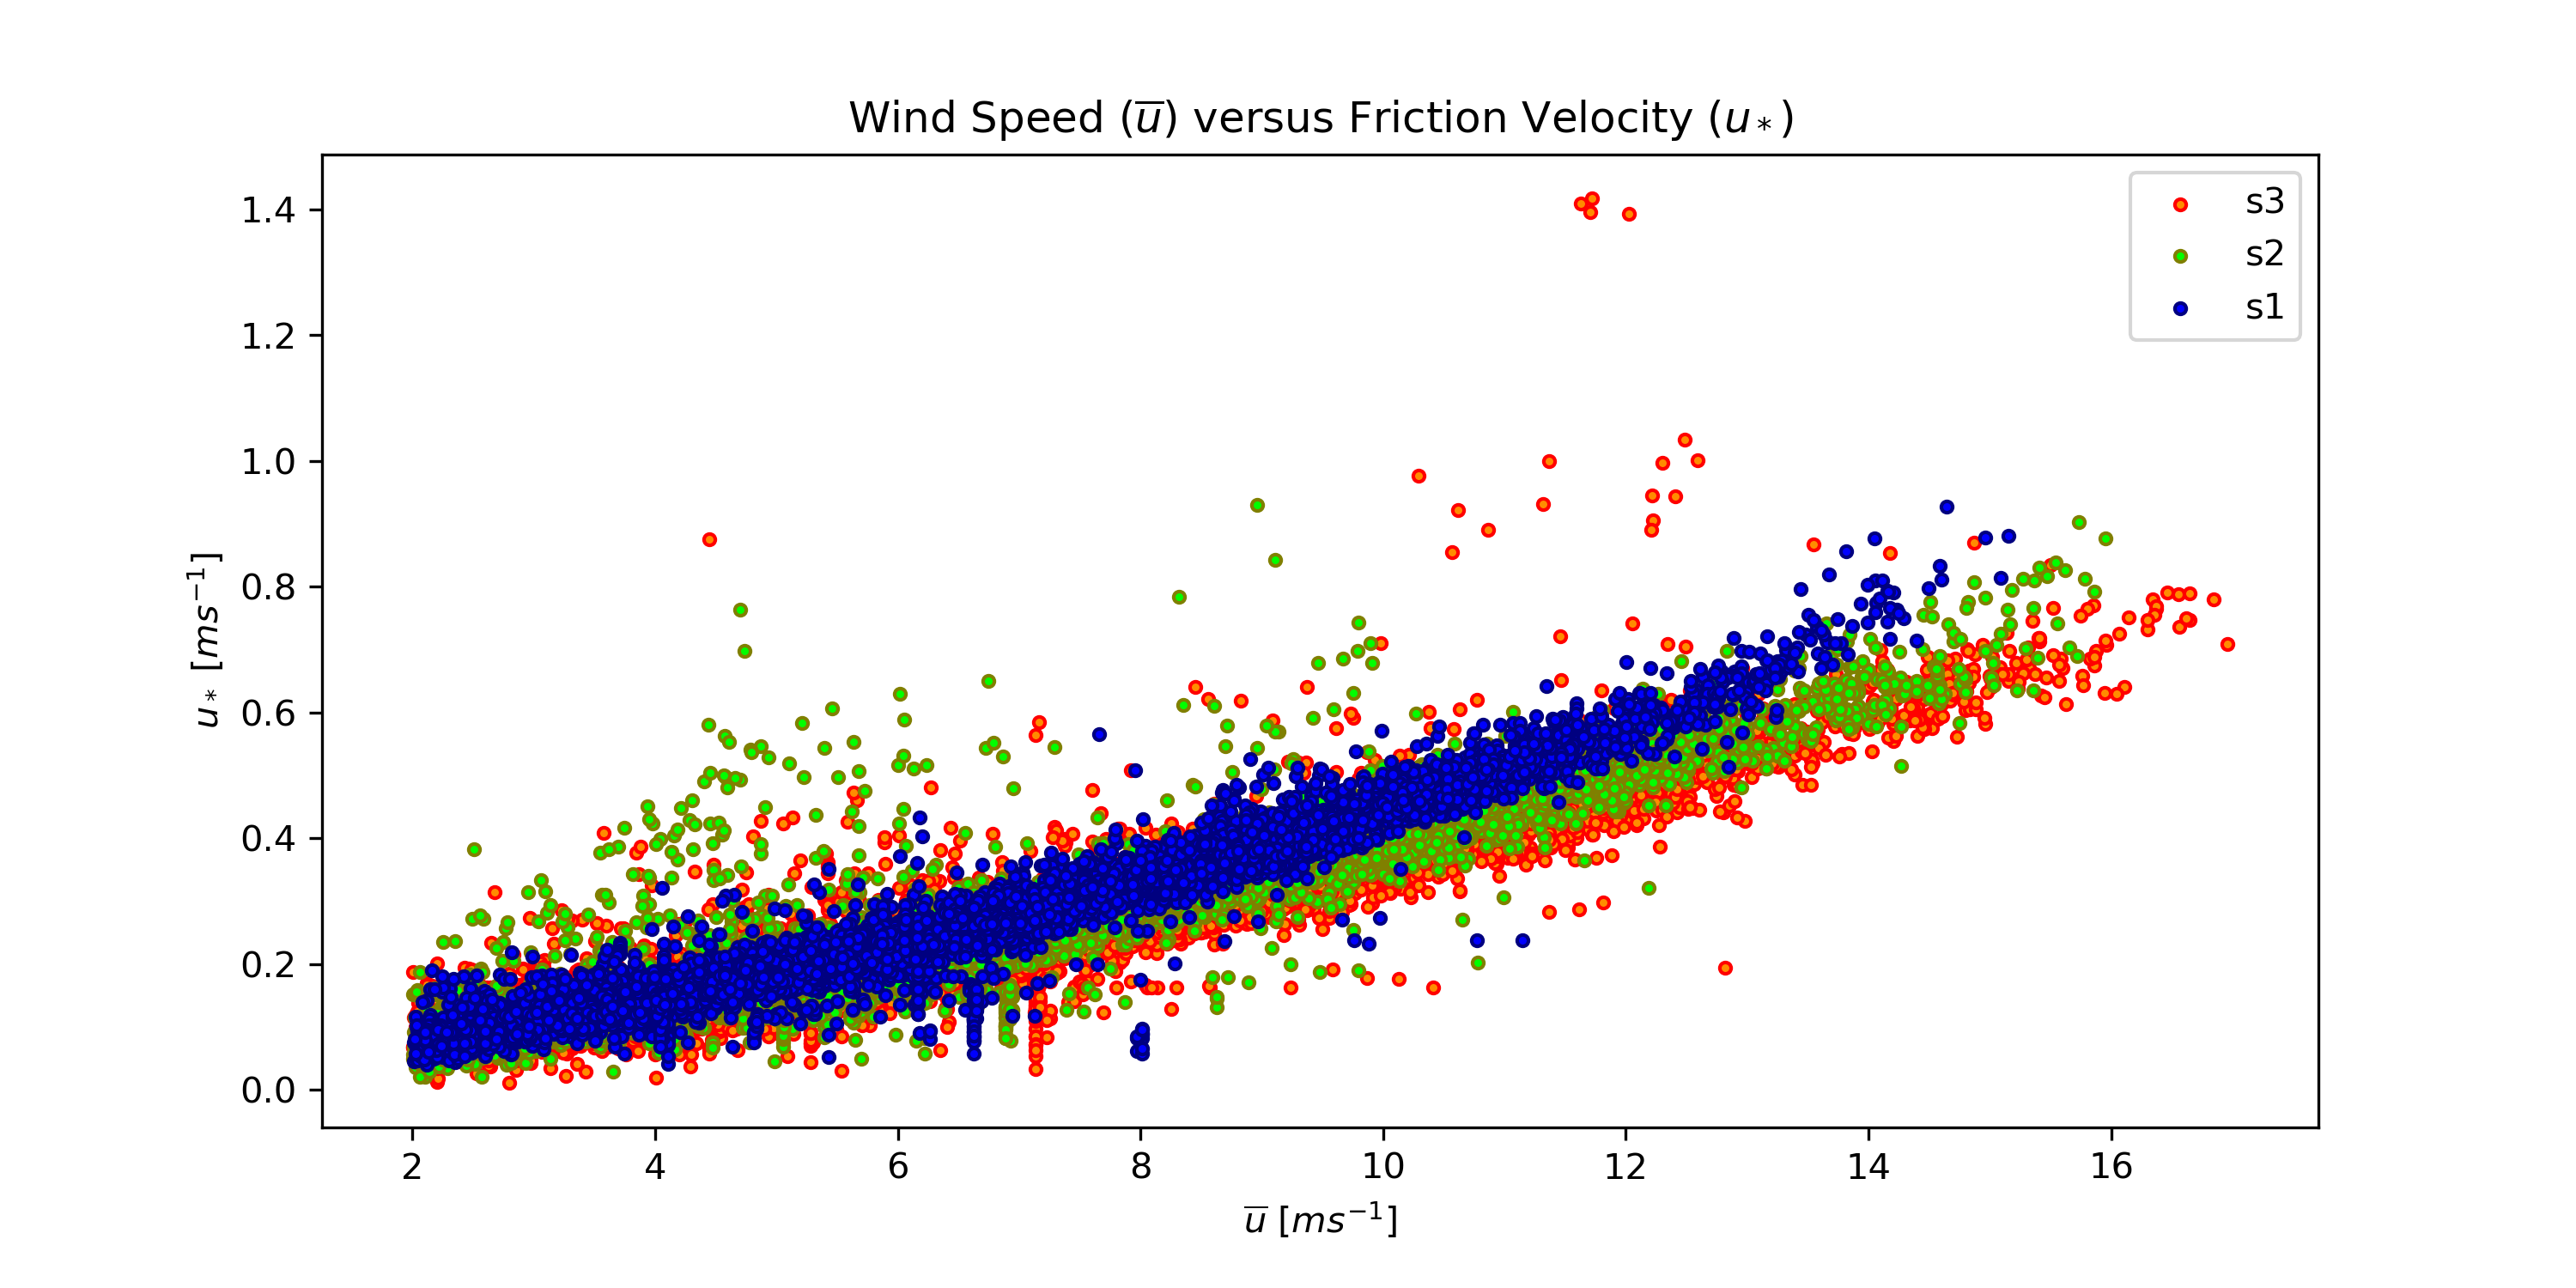 Wind Speed (u̅) versus Friction Velocity (u*)
1.4
1.2
1.0
0.8
0.6
0.4
0.2
0.0
u* [ms⁻¹]
s3
s2
s1
2 4 6 8 10 12 14 16
u̅ [ms⁻¹]